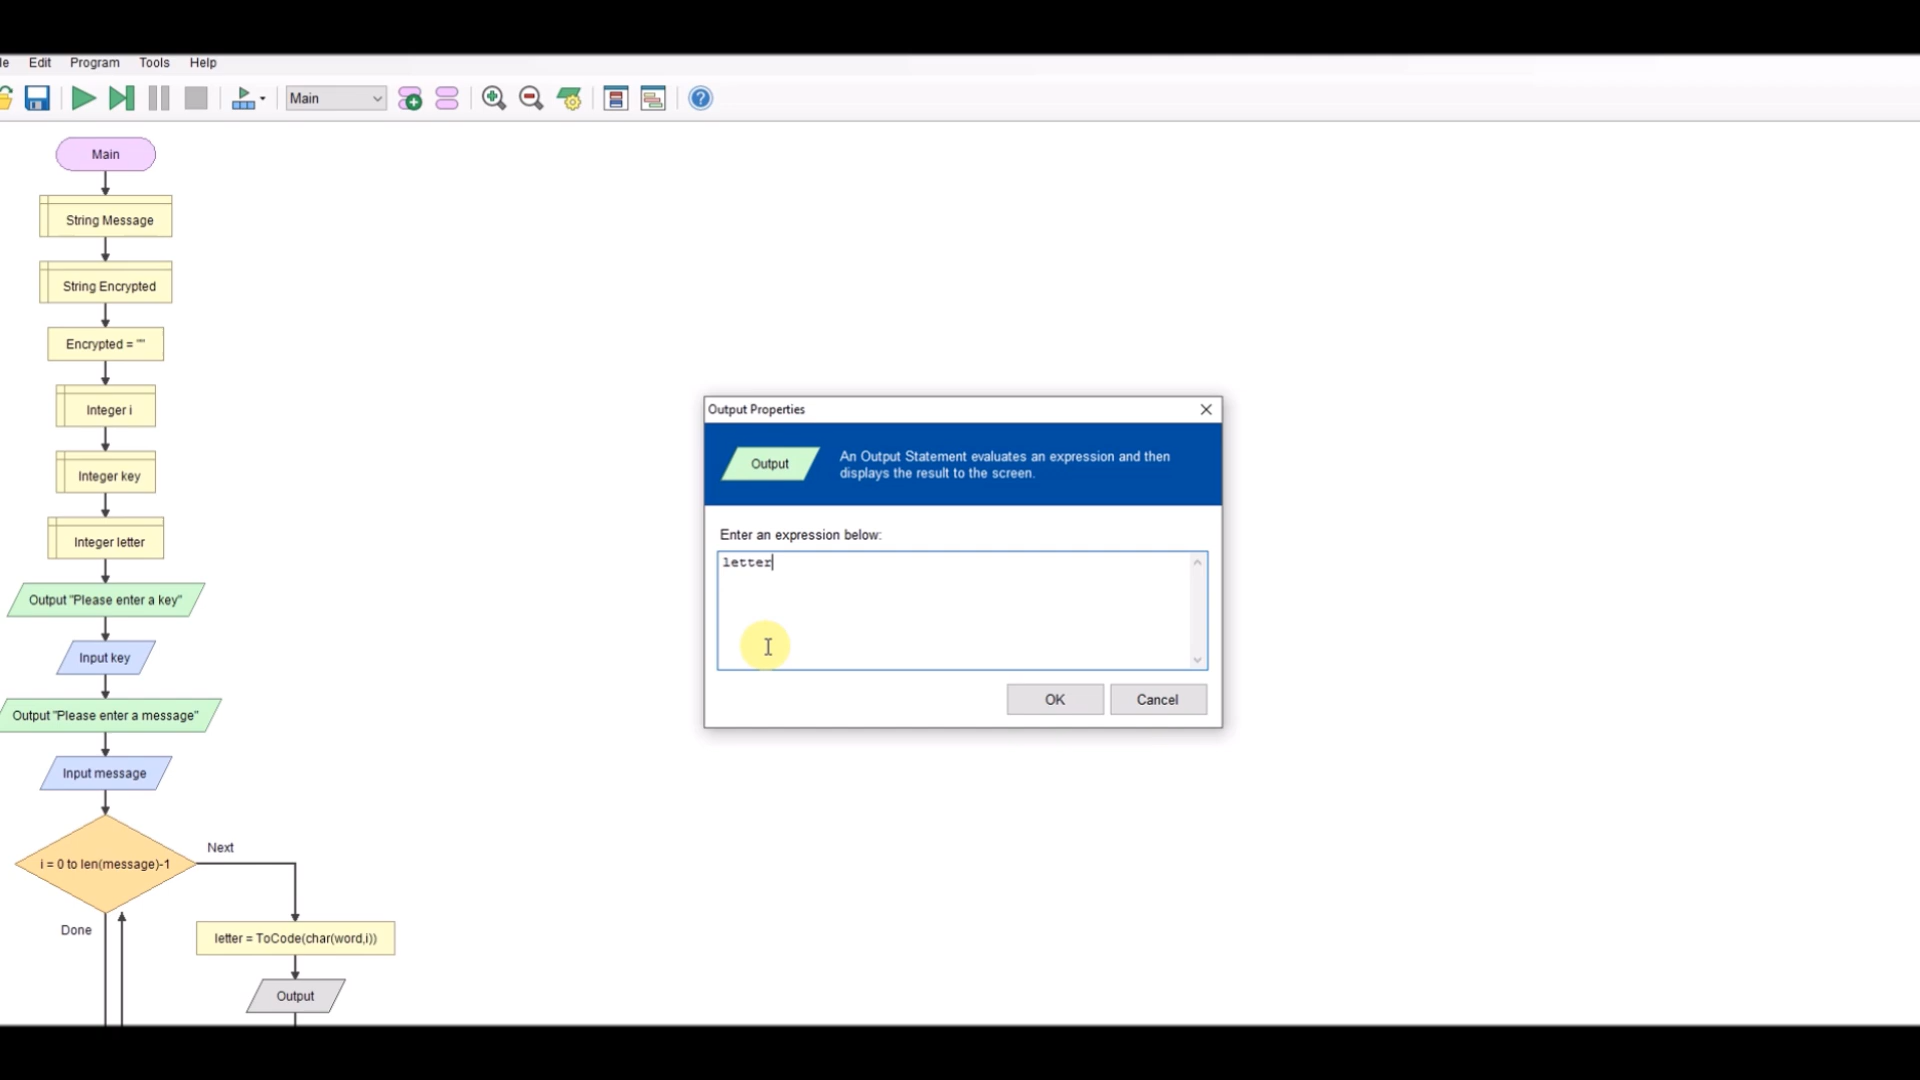 le Edit Program Tools Help
Main
Main
String Message
String Encrypted
Encrypted = ""
Integer i
Integer key
Integer letter
Output "Please enter a key"
Input key
Output "Please enter a message"
Input message
i = 0 to len(message)-1
Next
Done
letter = ToCode(char(word,i))
Output
Output Properties
Output
An Output Statement evaluates an expression and then
displays the result to the screen.
Enter an expression below:
letter
OK Cancel